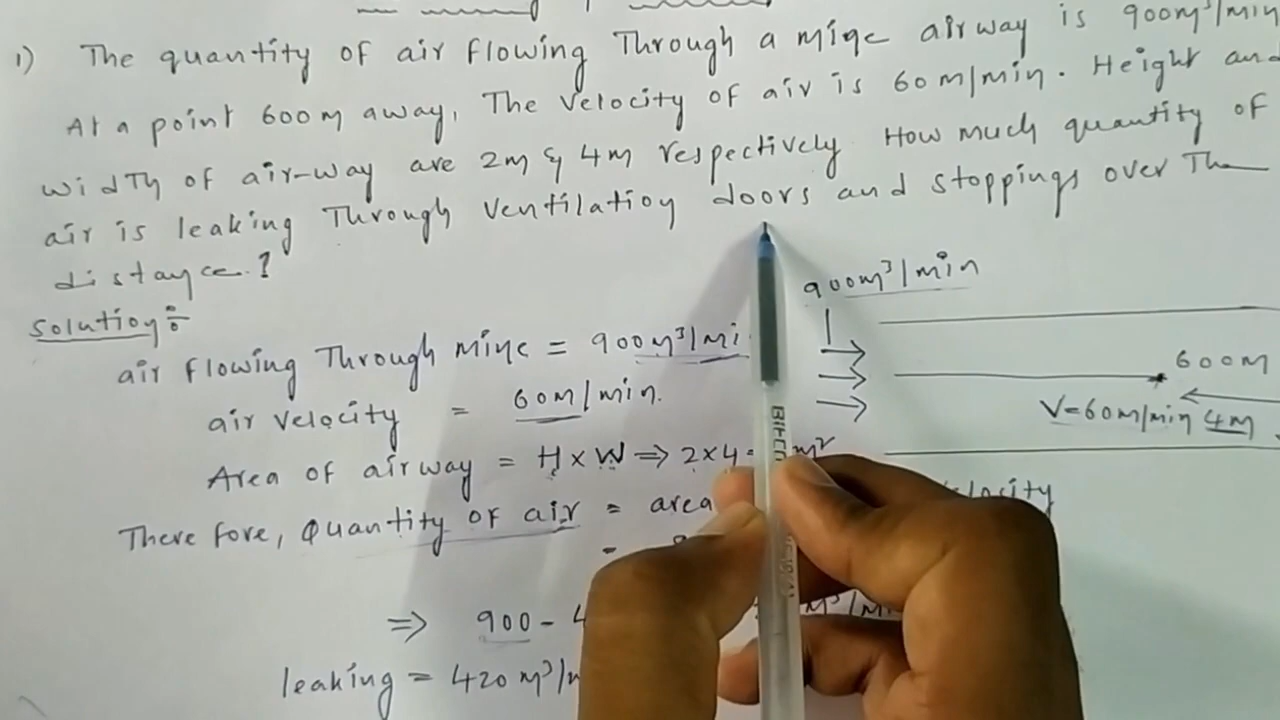 1) The quantity of air flowing Through a mine airway is 900m³/min
At a point 600m away, The velocity of air is 60m/min. Height and
width of air-way are 2m & 4m respectively How much quantity of
air is leaking Through ventilation doors and stoppings over The
distance.?
Solution:
900m³/min
air flowing Through mine = 900m³/mi
600m
air velocity = 60m/min.
V=60m/min 4m
Area of airway = H×W ⇒ 2×4 m²
There fore, Quantity of air = area
⇒ 900 - 4
leaking = 420 m³/